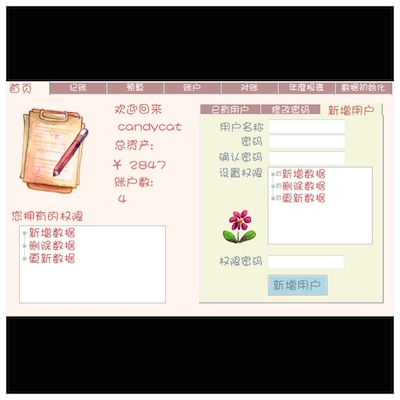 首页 记账 预算 账户 对账 年度报表 数据初始化
欢迎回来
candycat
总资产:
￥ 2847
账户数:
4
您拥有的权限
新增数据
删除数据
更新数据
已有用户 修改密码 新增用户
用户名称
密码
确认密码
设置权限
新增数据
删除数据
更新数据
权限密码
新增用户